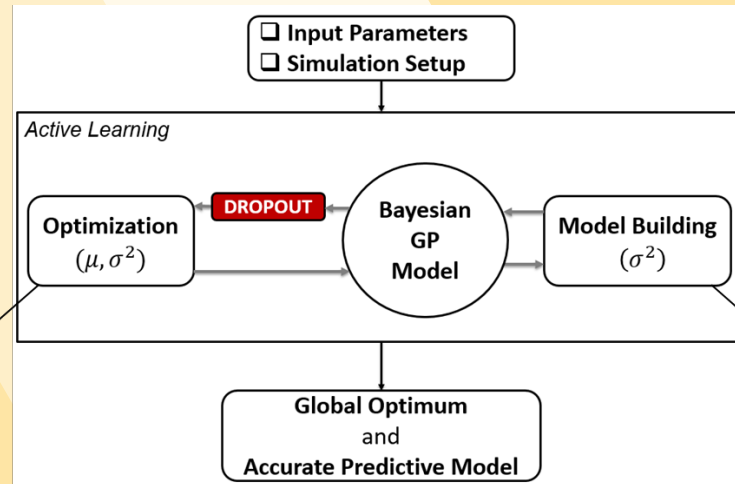 ❑ Input Parameters
❑ Simulation Setup
Active Learning
DROPOUT
Optimization
(μ, σ²)
Bayesian
GP
Model
Model Building
(σ²)
Global Optimum
and
Accurate Predictive Model